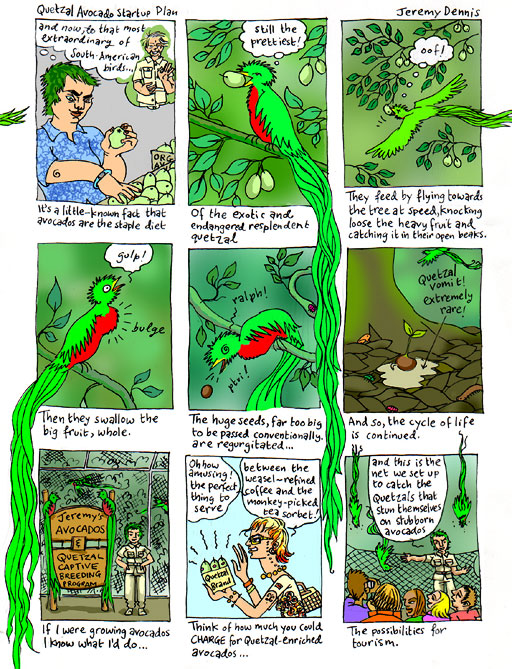 Quetzal Avocado Startup Plan
Jeremy Dennis
and now, to that most
extraordinary of
South-American
birds...
ORG
AV
It's a little-known fact that
avocados are the staple diet
still the
prettiest!
Of the exotic and
endangered resplendent
quetzal
oof!
They feed by flying towards
the tree at speed, knocking
loose the heavy fruit and
catching it in their open beaks.
gulp!
bulge
Then they swallow the
big fruit, whole.
ralph!
ptui!
The huge seeds, far too big
to be passed conventionally.
are regurgitated...
Quetzal
vomit!
extremely
rare!
And so, the cycle of life
is continued.
Jeremy's
AVOCADOS
&
QUETZAL
CAPTIVE
BREEDING
PROGRAM
If I were growing avocados
I know what I'd do...
Oh how
amusing!
the perfect
thing to
serve
between the
weasel-refined
coffee and the
monkey-picked
tea sorbet!
Quetzal
Brand
Think of how much you could
CHARGE for Quetzal-enriched
avocados...
and this is the
net we set up
to catch the
Quetzals that
stun themselves
on stubborn
avocados
The possibilities for
tourism.